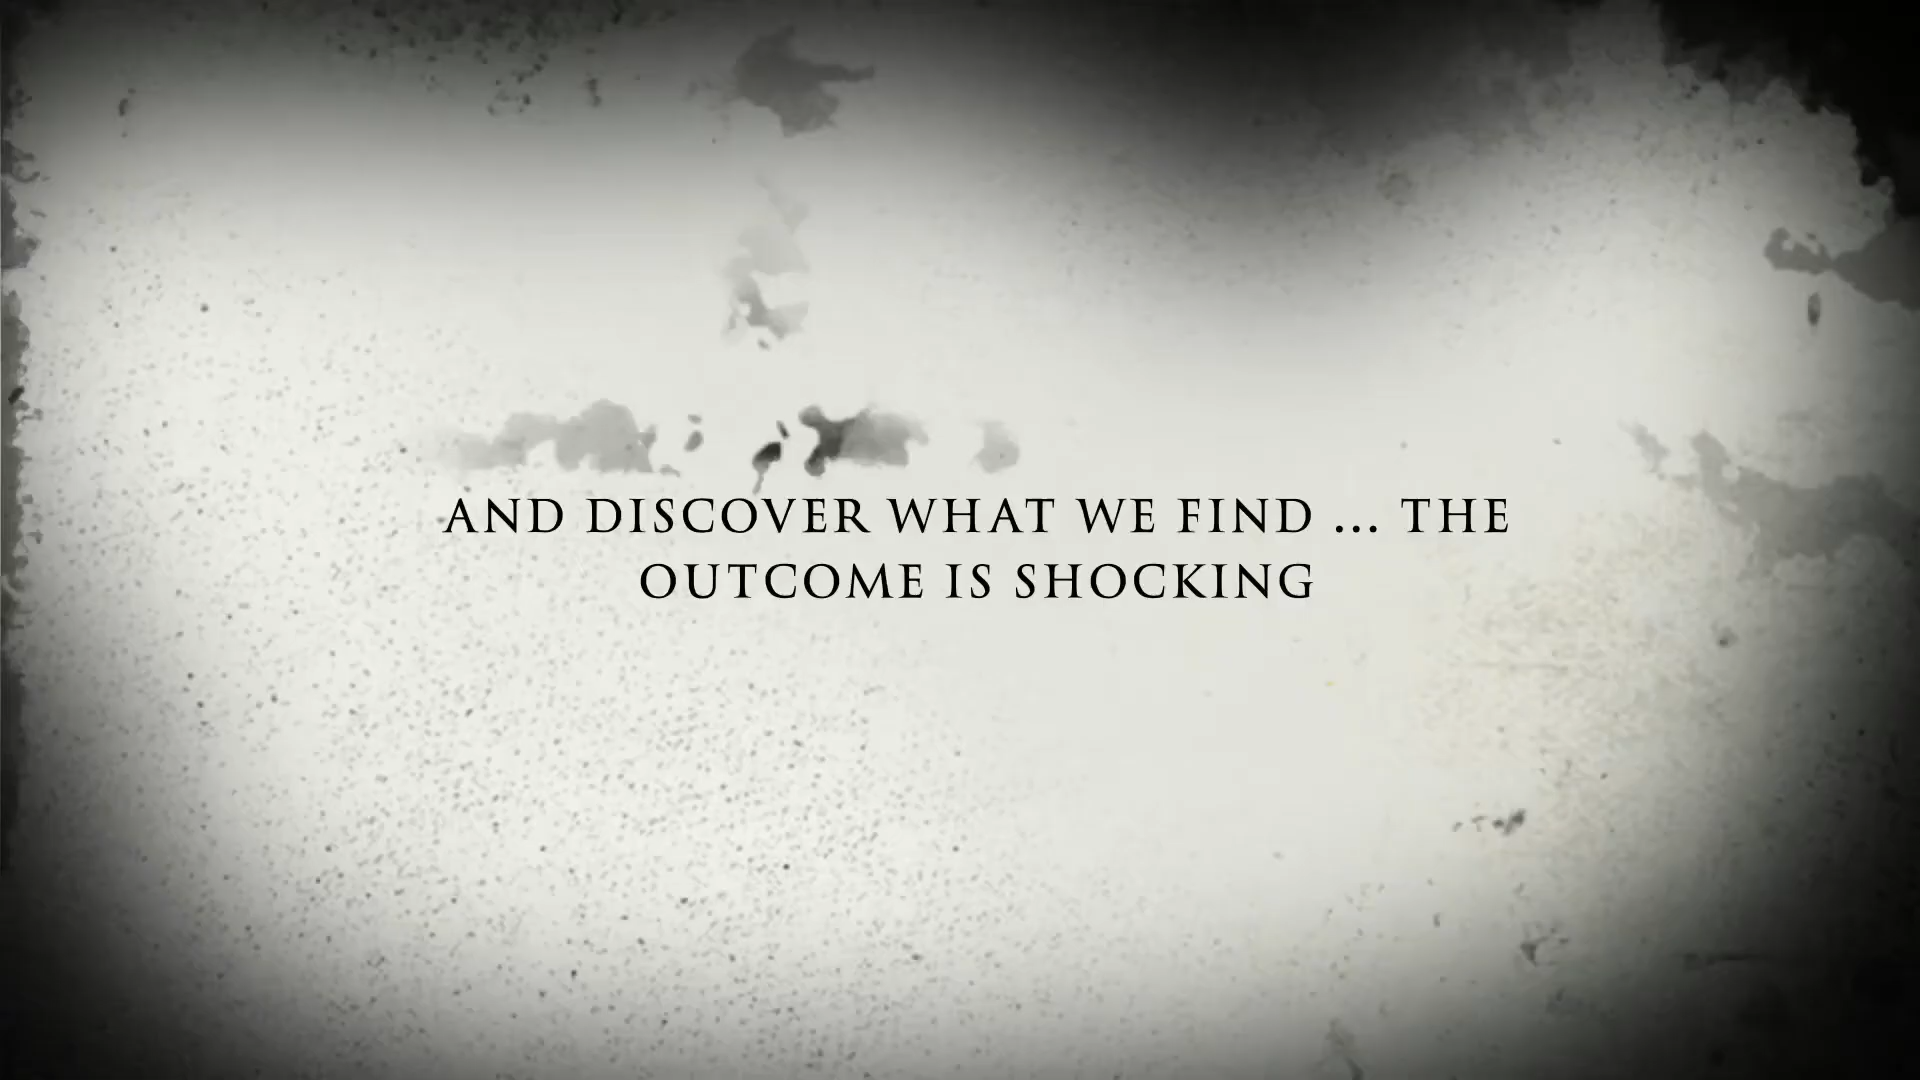 AND DISCOVER WHAT WE FIND ... THE
OUTCOME IS SHOCKING